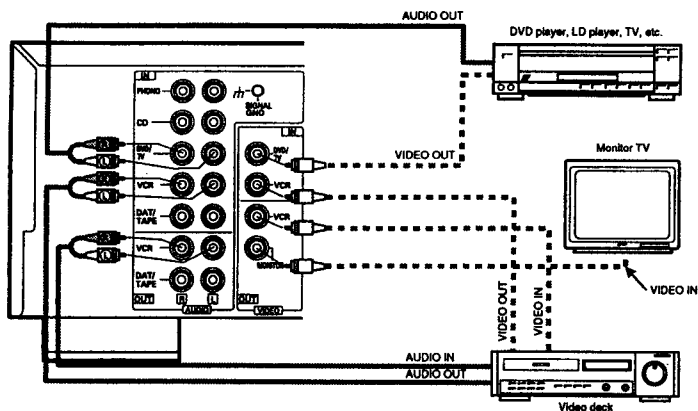 AUDIO OUT
DVD player, LD player, TV, etc.
IN
PHONO
SIGNAL
GND
CD
DVD/
TV
VCR
DAT/
TAPE
VCR
DAT/
TAPE
OUT
R
L
AUDIO
IN
DVD/
TV
VCR
VCR
MONITOR
OUT
VIDEO
R
L
R
L
R
L
VIDEO OUT
Monitor TV
VIDEO IN
VIDEO OUT
VIDEO IN
AUDIO IN
AUDIO OUT
Video deck